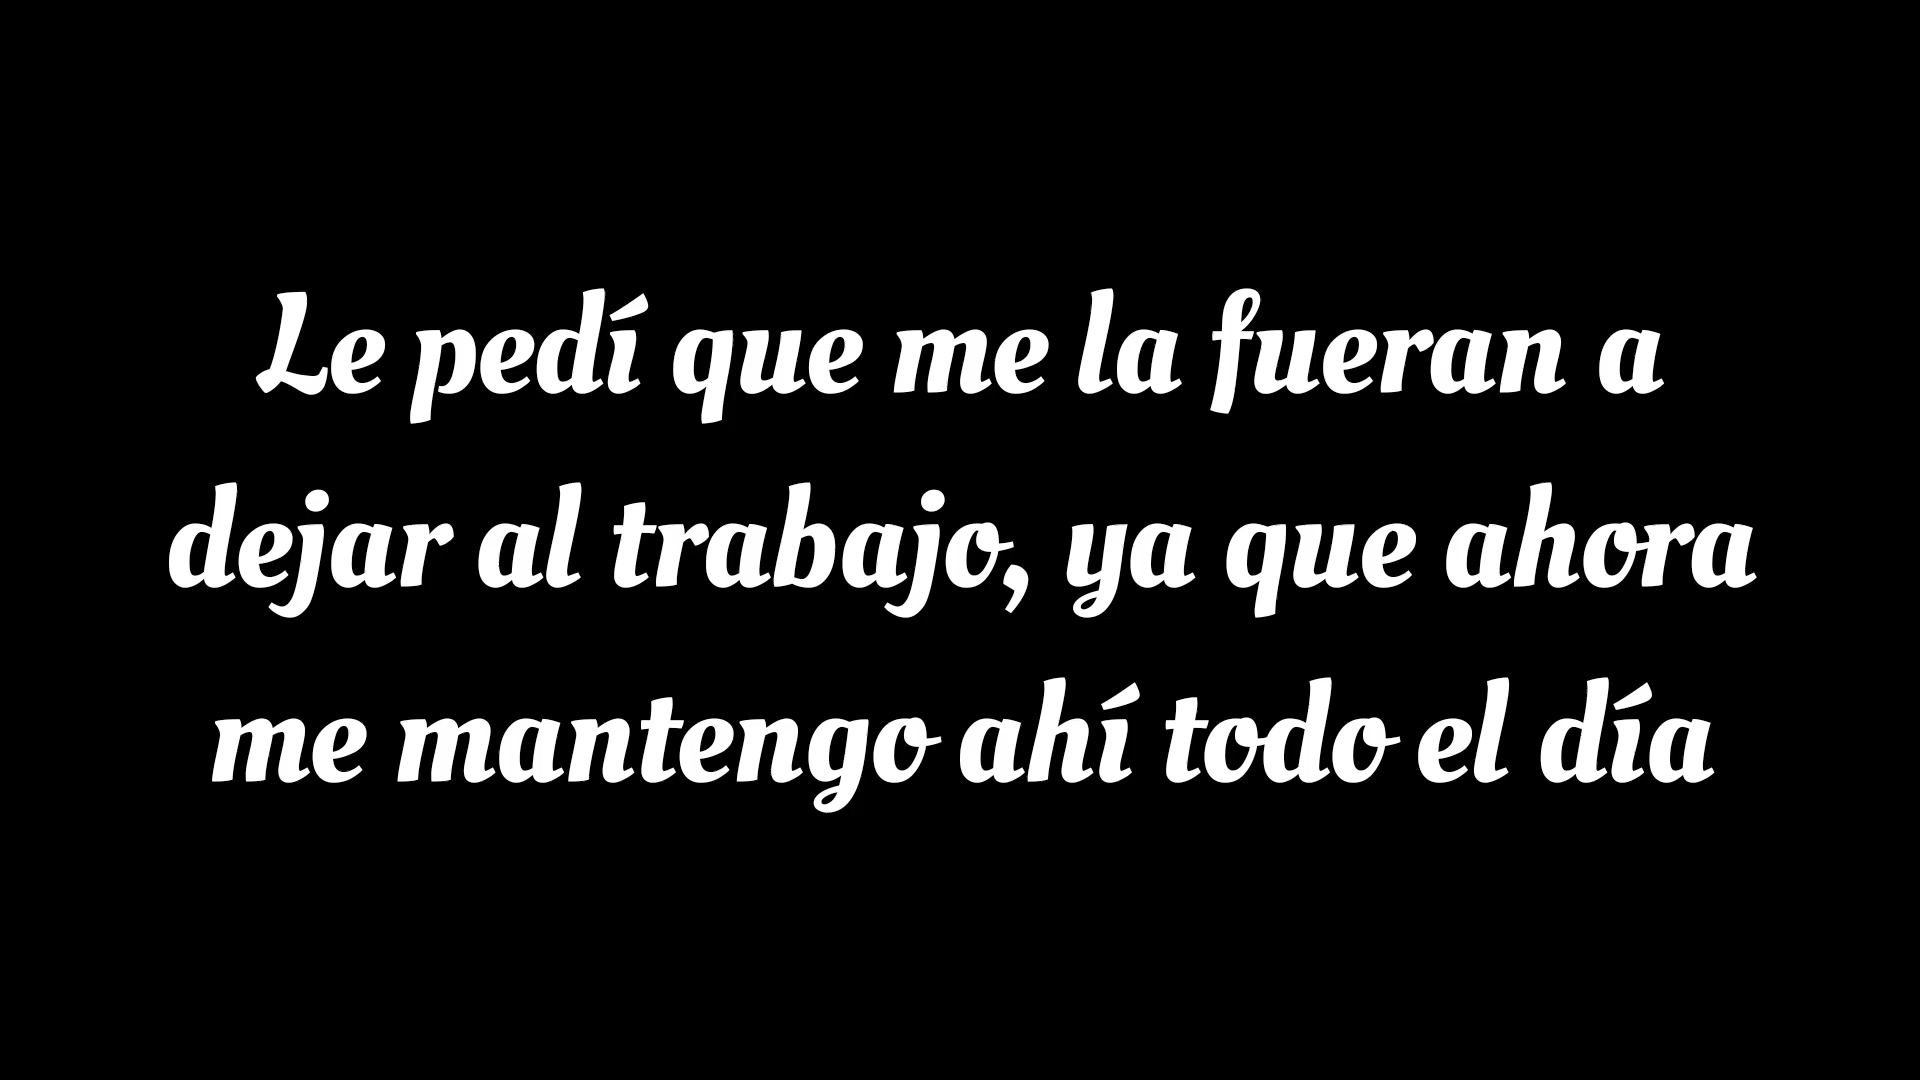 Le pedí que me la fueran a
dejar al trabajo, ya que ahora
me mantengo ahí todo el día